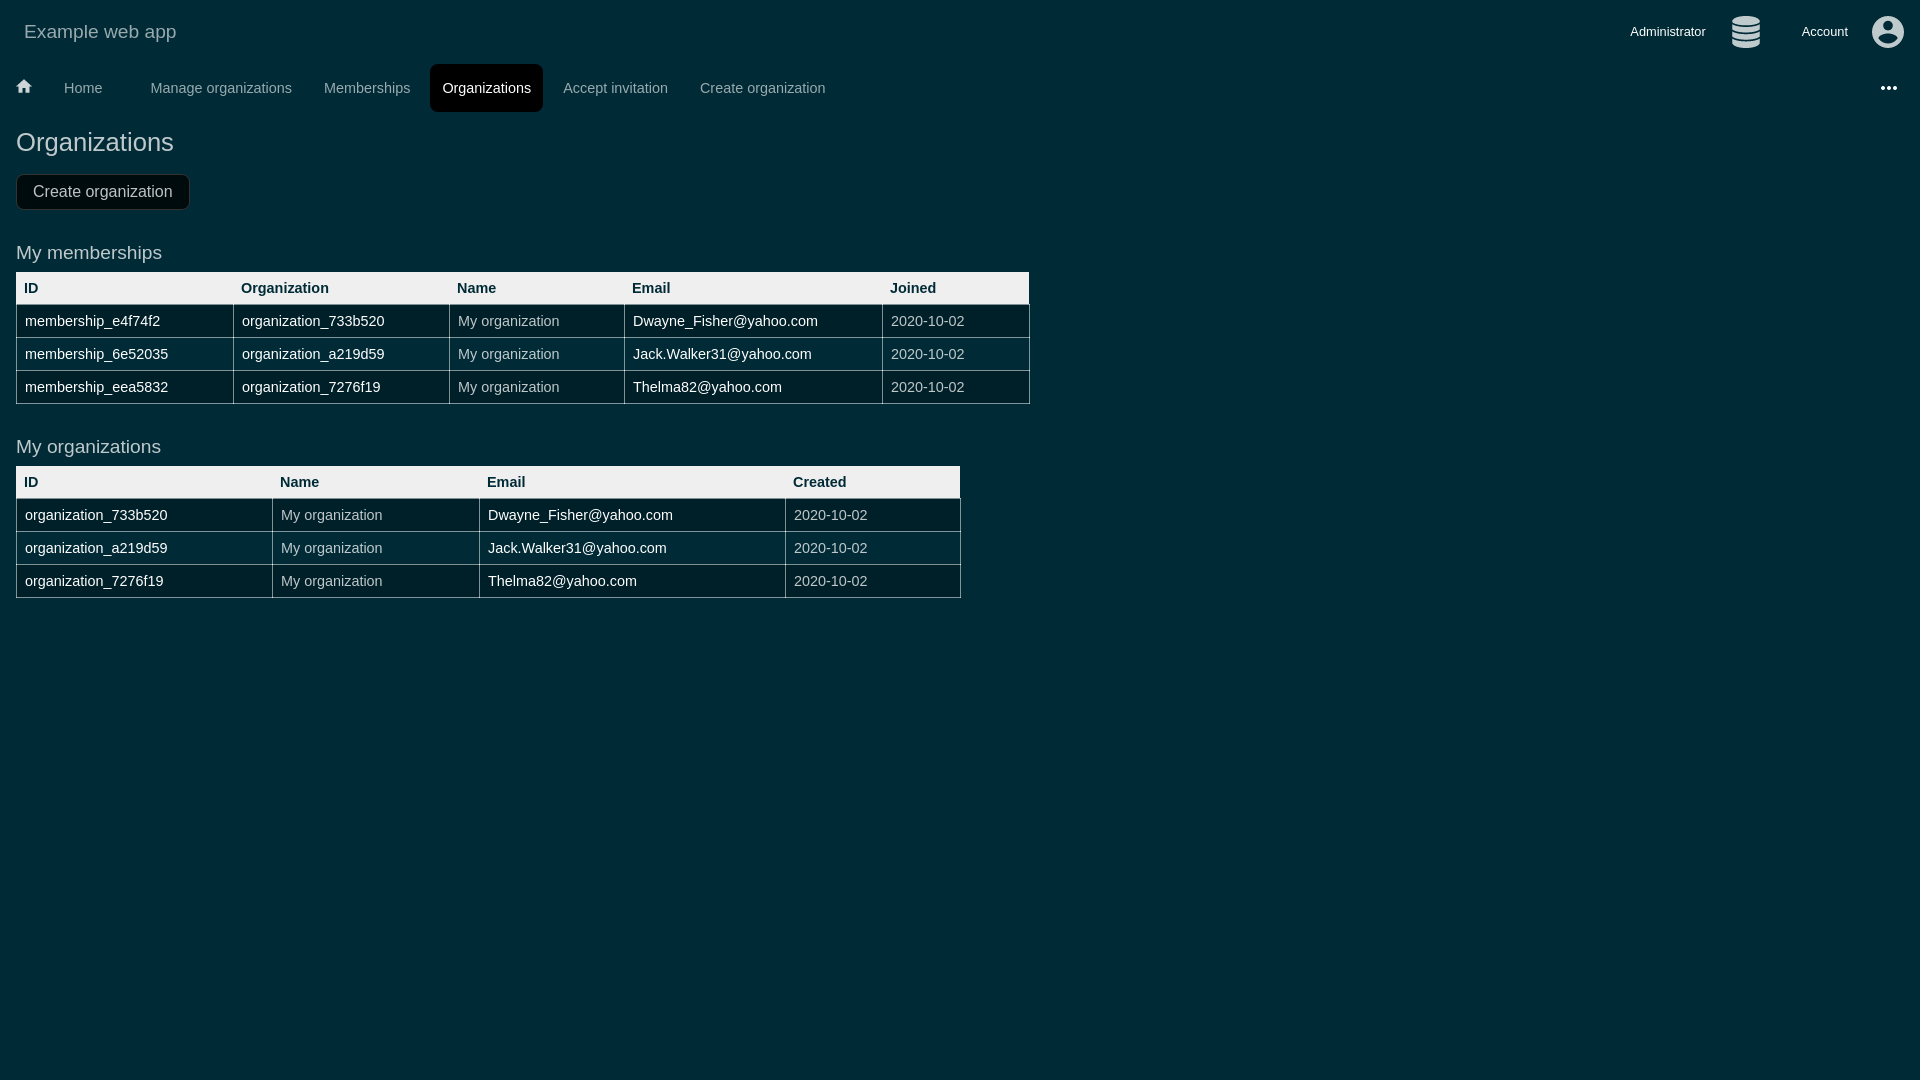 Example web app
Administrator
Account
Home
Manage organizations
Memberships
Organizations
Accept invitation
Create organization
Organizations
Create organization
My memberships
ID Organization Name Email Joined
membership_e4f74f2 organization_733b520 My organization Dwayne_Fisher@yahoo.com 2020-10-02
membership_6e52035 organization_a219d59 My organization Jack.Walker31@yahoo.com 2020-10-02
membership_eea5832 organization_7276f19 My organization Thelma82@yahoo.com 2020-10-02
My organizations
ID Name Email Created
organization_733b520 My organization Dwayne_Fisher@yahoo.com 2020-10-02
organization_a219d59 My organization Jack.Walker31@yahoo.com 2020-10-02
organization_7276f19 My organization Thelma82@yahoo.com 2020-10-02